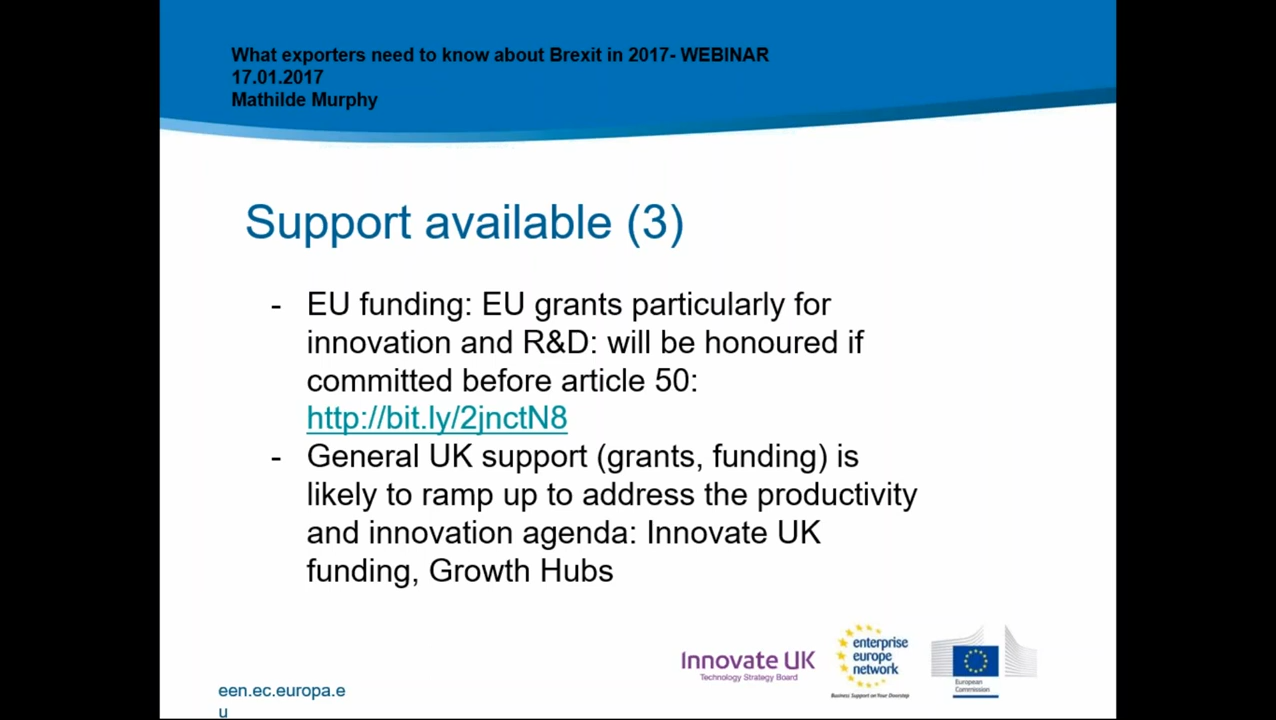 What exporters need to know about Brexit in 2017- WEBINAR
17.01.2017
Mathilde Murphy
Support available (3)
- EU funding: EU grants particularly for
innovation and R&D: will be honoured if
committed before article 50:
http://bit.ly/2jnctN8
- General UK support (grants, funding) is
likely to ramp up to address the productivity
and innovation agenda: Innovate UK
funding, Growth Hubs
Innovate UK
Technology Strategy Board
enterprise
europe
network
Business Support on Your Doorstep
European
Commission
een.ec.europa.e
u